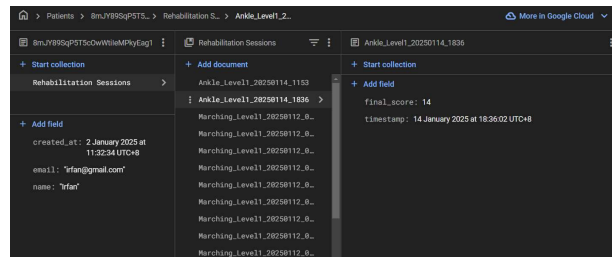 Patients > 8mJY89SqP5T5... > Rehabilitation S... > Ankle_Level1_2...
More in Google Cloud
8mJY89SqP5T5cOwWtiieMPkyEag1
+ Start collection
Rehabilitation Sessions
+ Add field
created_at: 2 January 2025 at 11:32:34 UTC+8
email: "irfan@gmail.com"
name: "Irfan"
Rehabilitation Sessions
+ Add document
Ankle_Level1_20250114_1153
Ankle_Level1_20250114_1836
Marching_Level1_20250112_0...
Marching_Level1_20250112_0...
Marching_Level1_20250112_0...
Marching_Level1_20250112_0...
Marching_Level1_20250112_0...
Marching_Level1_20250112_0...
Marching_Level1_20250112_0...
Marching_Level1_20250112_0...
Marching_Level1_20250112_0...
Ankle_Level1_20250114_1836
+ Start collection
+ Add field
final_score: 14
timestamp: 14 January 2025 at 18:36:02 UTC+8